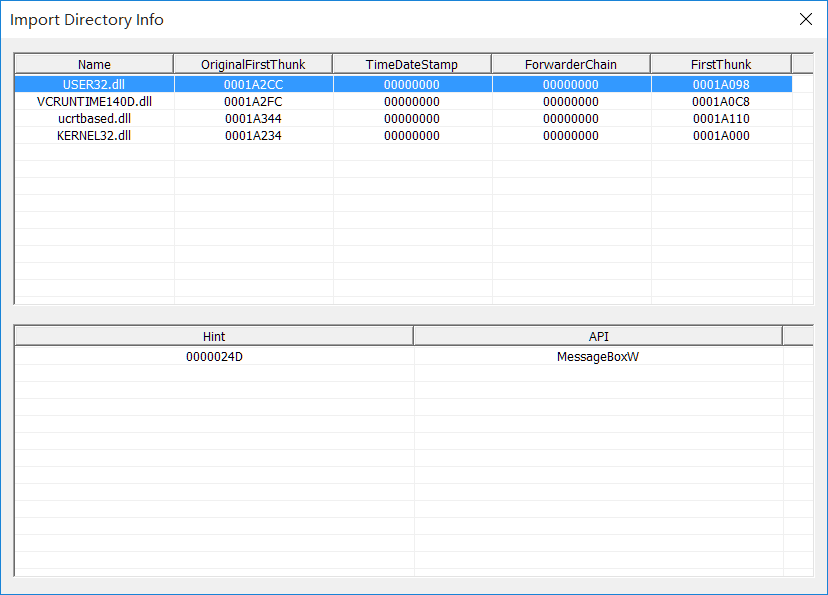 Import Directory Info
Name OriginalFirstThunk TimeDateStamp ForwarderChain FirstThunk
USER32.dll 0001A2CC 00000000 00000000 0001A098
VCRUNTIME140D.dll 0001A2FC 00000000 00000000 0001A0C8
ucrtbased.dll 0001A344 00000000 00000000 0001A110
KERNEL32.dll 0001A234 00000000 00000000 0001A000
Hint API
0000024D MessageBoxW